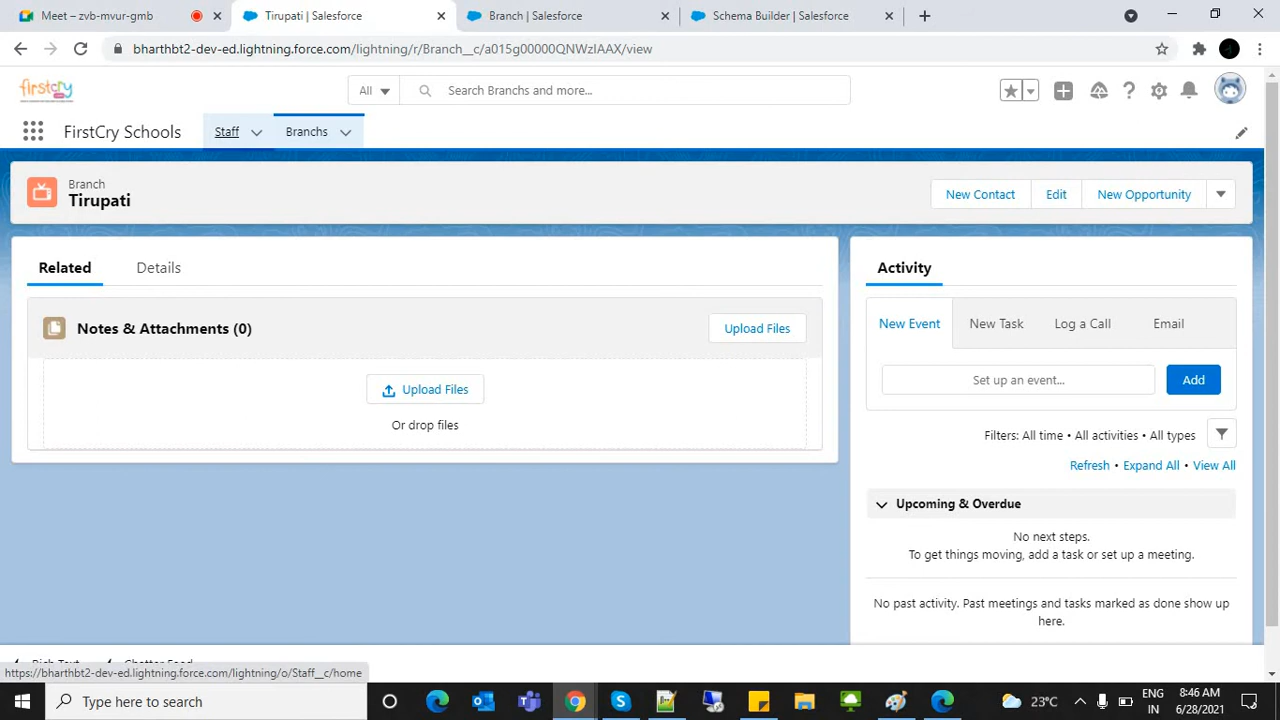 Meet – zvb-mvur-gmb
Tirupati | Salesforce
Branch | Salesforce
Schema Builder | Salesforce
bharthbt2-dev-ed.lightning.force.com/lightning/r/Branch__c/a015g00000QNWzIAAX/view
firstcry
All
Search Branchs and more...
FirstCry Schools
Staff
Branchs
Branch
Tirupati
New Contact
Edit
New Opportunity
Related
Details
Notes & Attachments (0)
Upload Files
Upload Files
Or drop files
Activity
New Event
New Task
Log a Call
Email
Set up an event...
Add
Filters: All time • All activities • All types
Refresh • Expand All • View All
Upcoming & Overdue
No next steps.
To get things moving, add a task or set up a meeting.
No past activity. Past meetings and tasks marked as done show up
here.
Rich Text
Chatter Feed
https://bharthbt2-dev-ed.lightning.force.com/lightning/o/Staff__c/home
Type here to search
23°C
ENG
IN
8:46 AM
6/28/2021